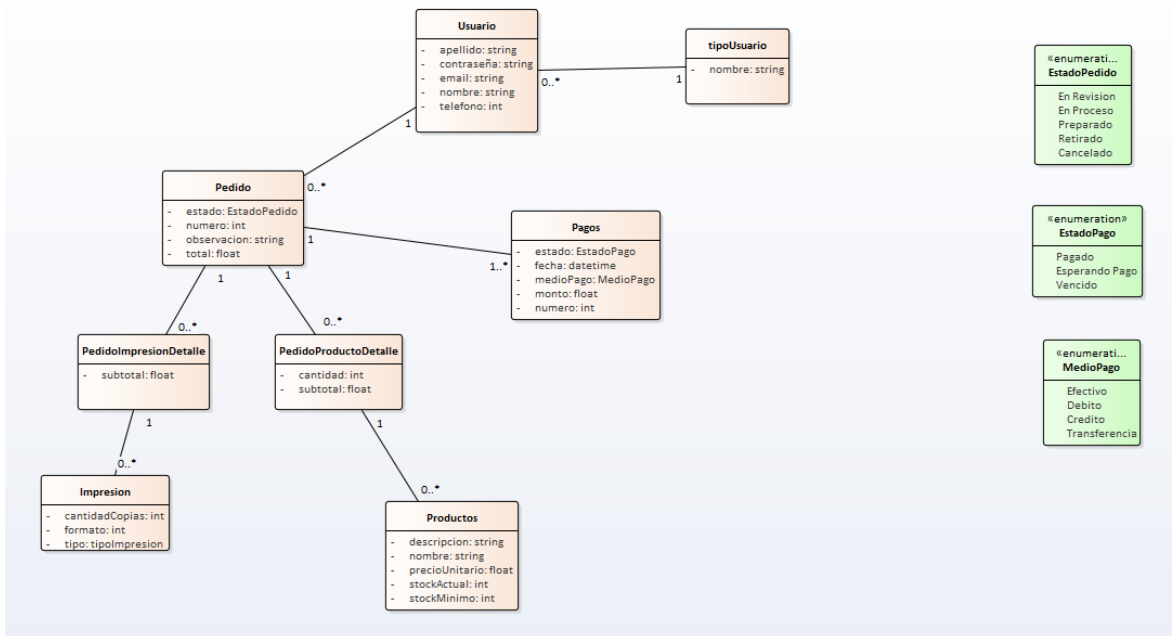 Usuario
- apellido: string
- contraseña: string
- email: string
- nombre: string
- telefono: int
tipoUsuario
- nombre: string
0..*
1
1
0..*
Pedido
- estado: EstadoPedido
- numero: int
- observacion: string
- total: float
1
1..*
Pagos
- estado: EstadoPago
- fecha: datetime
- medioPago: MedioPago
- monto: float
- numero: int
1
1
0..*
0..*
PedidoImpresionDetalle
- subtotal: float
PedidoProductoDetalle
- cantidad: int
- subtotal: float
1
1
0..*
0..*
Impresion
- cantidadCopias: int
- formato: int
- tipo: tipoImpresion
Productos
- descripcion: string
- nombre: string
- precioUnitario: float
- stockActual: int
- stockMinimo: int
«enumerati...
EstadoPedido
En Revision
En Proceso
Preparado
Retirado
Cancelado
«enumeration»
EstadoPago
Pagado
Esperando Pago
Vencido
«enumerati...
MedioPago
Efectivo
Debito
Credito
Transferencia